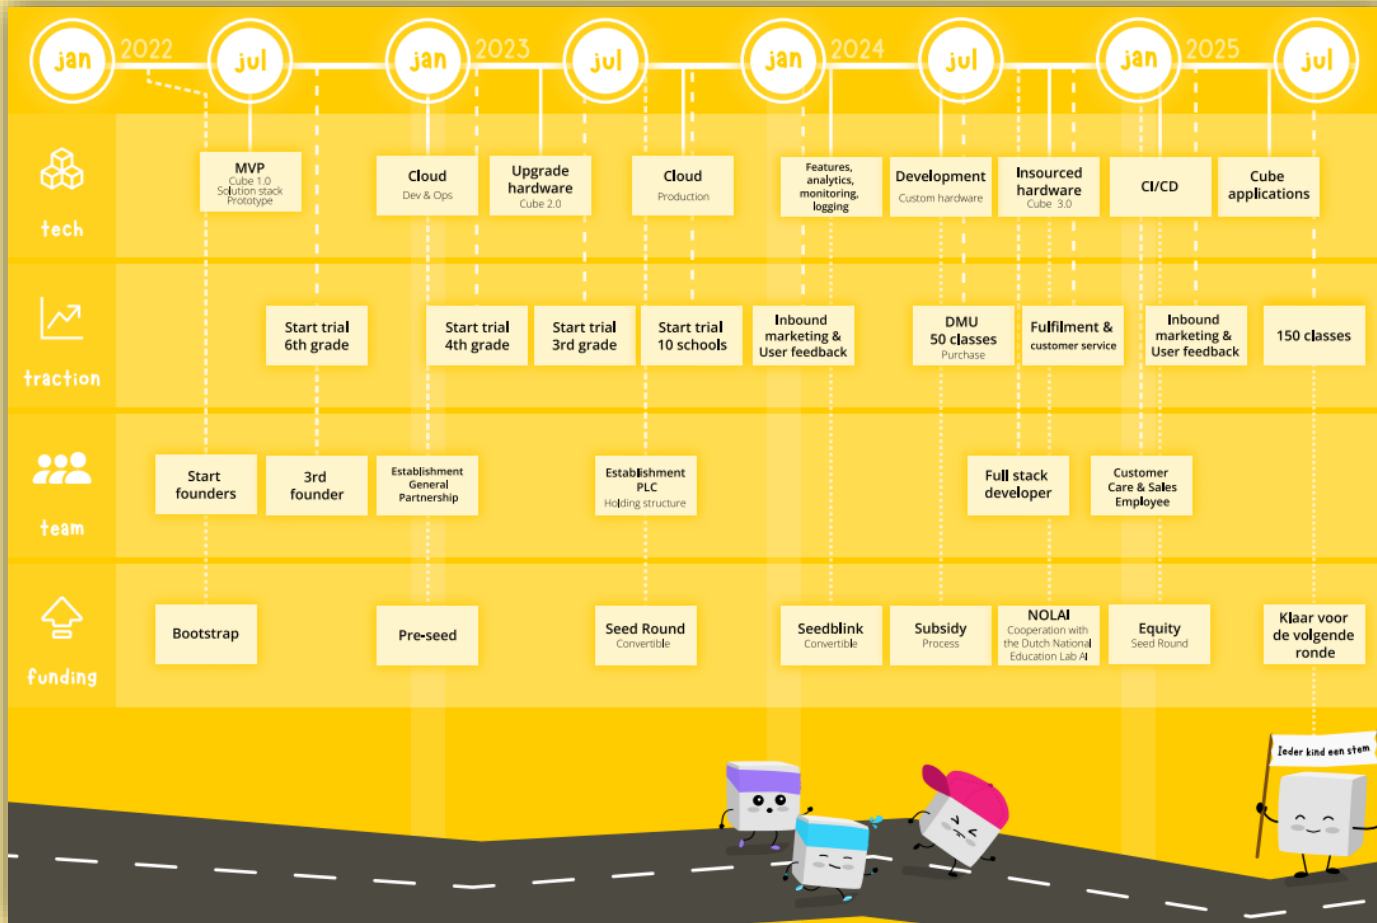 jan
2022
jul
jan
2023
jul
jan
2024
jul
jan
2025
jul
tech
MVP
Cube 1.0
Solution stack
Prototype
Cloud
Dev & Ops
Upgrade
hardware
Cube 2.0
Cloud
Production
Features,
analytics,
monitoring,
logging
Development
Custom hardware
Insourced
hardware
Cube 3.0
CI/CD
Cube
applications
traction
Start trial
6th grade
Start trial
4th grade
Start trial
3rd grade
Start trial
10 schools
Inbound
marketing &
User feedback
DMU
50 classes
Purchase
Fulfilment &
customer service
Inbound
marketing &
User feedback
150 classes
team
Start
founders
3rd
founder
Establishment
General
Partnership
Establishment
PLC
Holding structure
Full stack
developer
Customer
Care & Sales
Employee
funding
Bootstrap
Pre-seed
Seed Round
Convertible
Seedblink
Convertible
Subsidy
Process
NOLAI
Cooperation with
the Dutch National
Education Lab AI
Equity
Seed Round
Klaar voor
de volgende
ronde
Ieder kind een stem